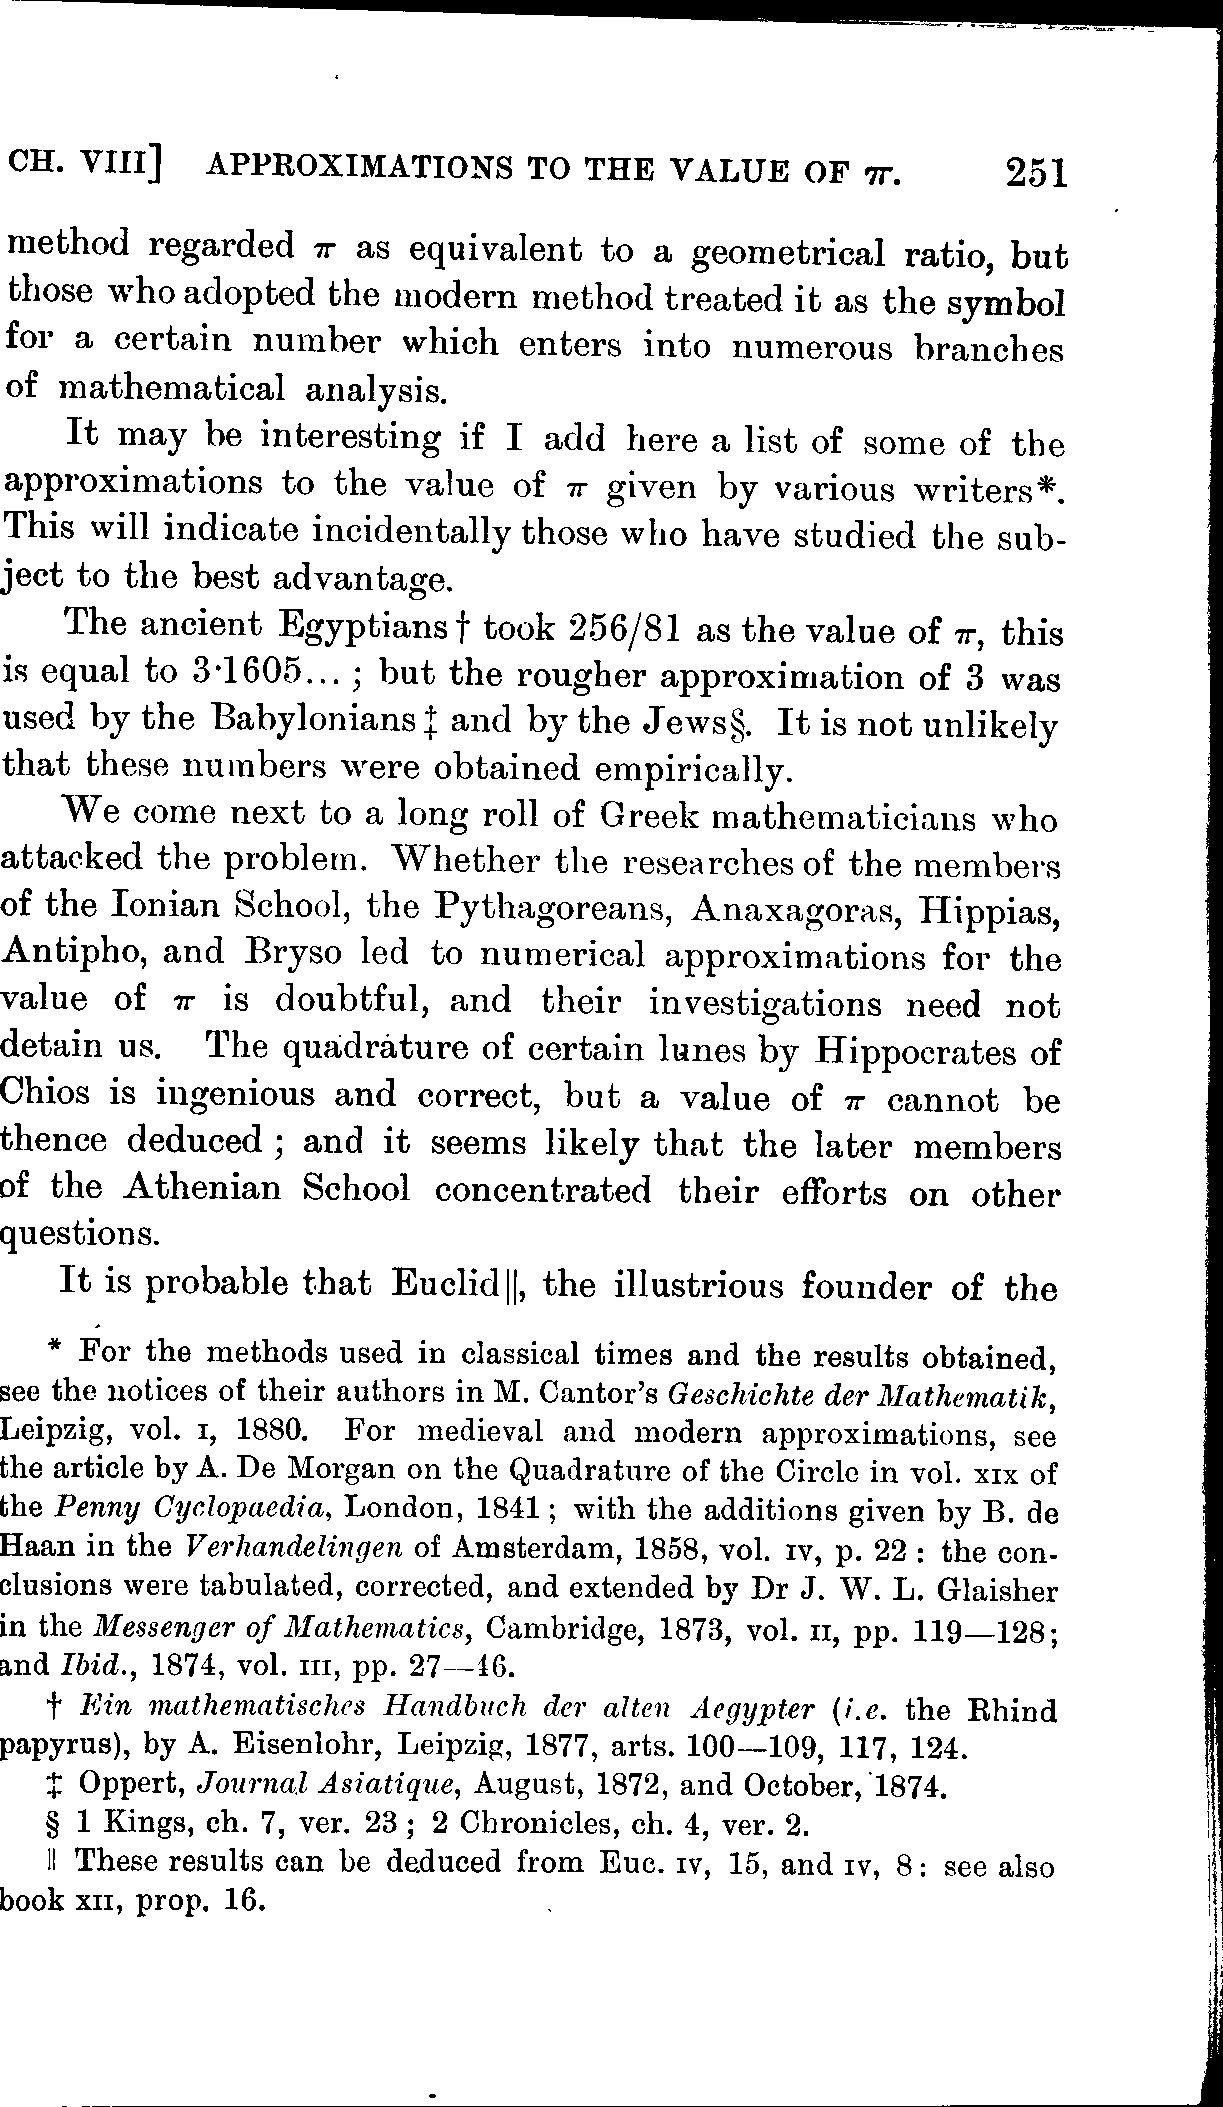 CH. VIII] APPROXIMATIONS TO THE VALUE OF π. 251
method regarded π as equivalent to a geometrical ratio, but
those who adopted the modern method treated it as the symbol
for a certain number which enters into numerous branches
of mathematical analysis.
It may be interesting if I add here a list of some of the
approximations to the value of π given by various writers*.
This will indicate incidentally those who have studied the sub-
ject to the best advantage.
The ancient Egyptians† took 256/81 as the value of π, this
is equal to 3·1605... ; but the rougher approximation of 3 was
used by the Babylonians‡ and by the Jews§. It is not unlikely
that these numbers were obtained empirically.
We come next to a long roll of Greek mathematicians who
attacked the problem. Whether the researches of the members
of the Ionian School, the Pythagoreans, Anaxagoras, Hippias,
Antipho, and Bryso led to numerical approximations for the
value of π is doubtful, and their investigations need not
detain us. The quadrature of certain lunes by Hippocrates of
Chios is ingenious and correct, but a value of π cannot be
thence deduced ; and it seems likely that the later members
of the Athenian School concentrated their efforts on other
questions.
It is probable that Euclid||, the illustrious founder of the
* For the methods used in classical times and the results obtained,
see the notices of their authors in M. Cantor's Geschichte der Mathematik,
Leipzig, vol. I, 1880. For medieval and modern approximations, see
the article by A. De Morgan on the Quadrature of the Circle in vol. XIX of
the Penny Cyclopaedia, London, 1841 ; with the additions given by B. de
Haan in the Verhandelingen of Amsterdam, 1858, vol. IV, p. 22 : the con-
clusions were tabulated, corrected, and extended by Dr J. W. L. Glaisher
in the Messenger of Mathematics, Cambridge, 1873, vol. II, pp. 119—128;
and Ibid., 1874, vol. III, pp. 27—46.
† Ein mathematisches Handbuch der alten Aegypter (i.e. the Rhind
papyrus), by A. Eisenlohr, Leipzig, 1877, arts. 100—109, 117, 124.
‡ Oppert, Journal Asiatique, August, 1872, and October, 1874.
§ 1 Kings, ch. 7, ver. 23 ; 2 Chronicles, ch. 4, ver. 2.
|| These results can be deduced from Euc. IV, 15, and IV, 8 : see also
book XII, prop. 16.